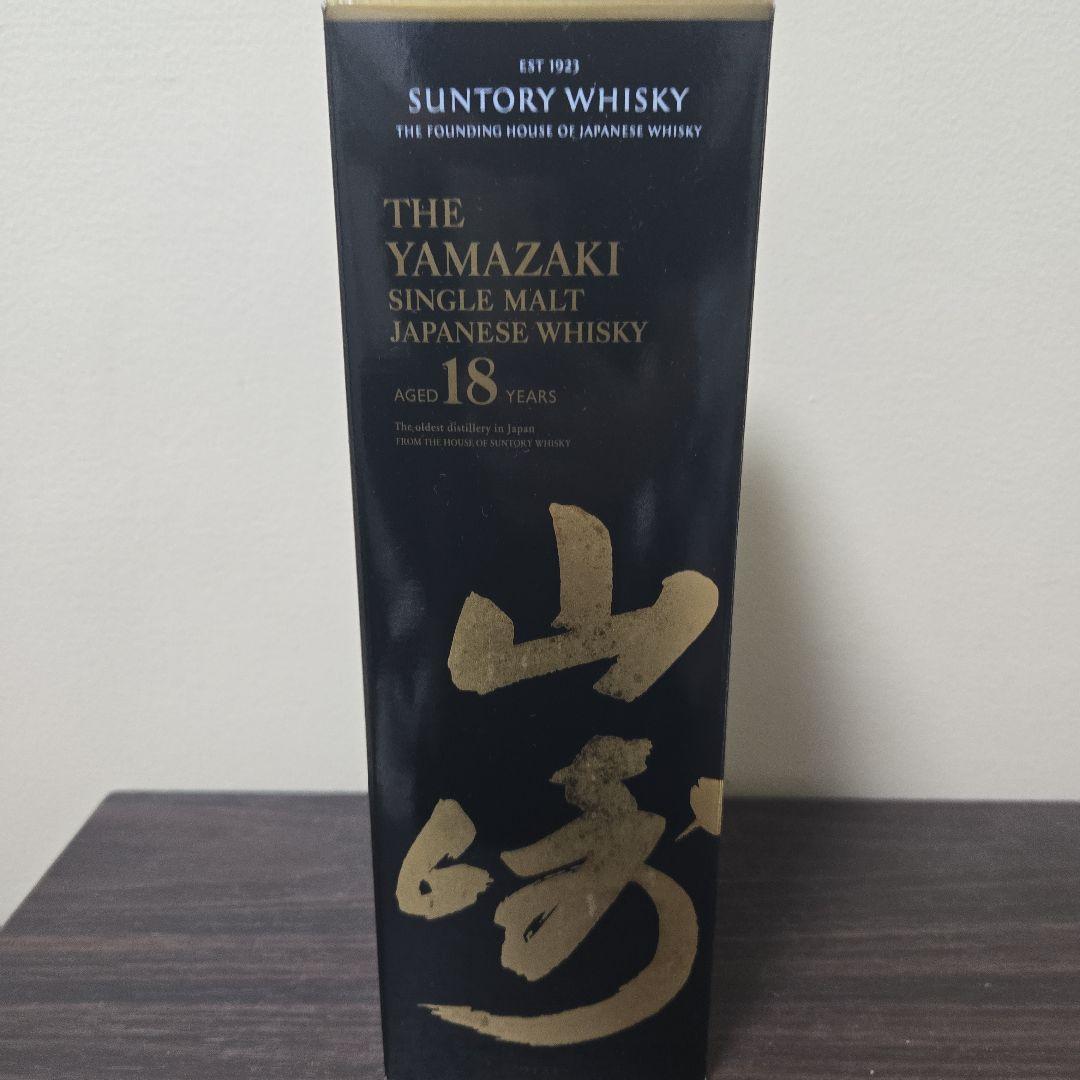 EST 1923
SUNTORY WHISKY
THE FOUNDING HOUSE OF JAPANESE WHISKY
THE
YAMAZAKI
SINGLE MALT
JAPANESE WHISKY
AGED 18 YEARS
The oldest distillery in Japan
FROM THE HOUSE OF SUNTORY WHISKY
山
崎